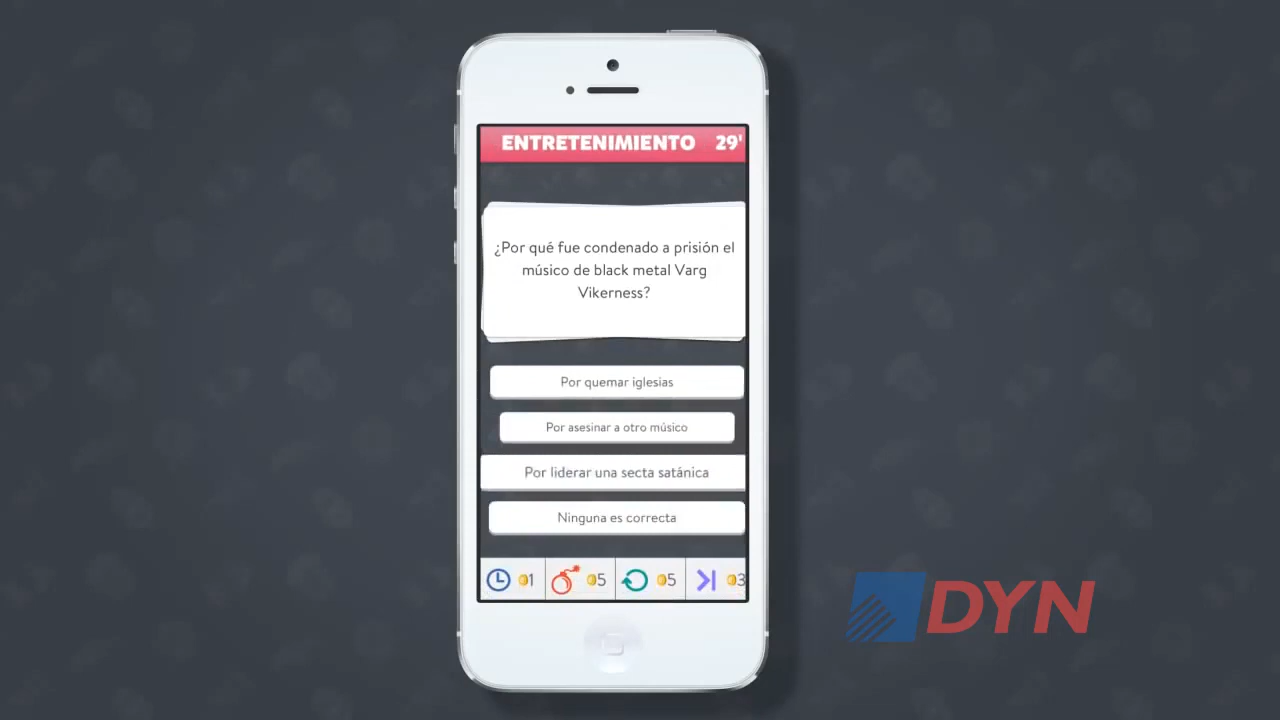 ENTRETENIMIENTO 29'
¿Por qué fue condenado a prisión el
músico de black metal Varg
Vikerness?
Por quemar iglesias
Por asesinar a otro músico
Por liderar una secta satánica
Ninguna es correcta
1 5 5 3
DYN